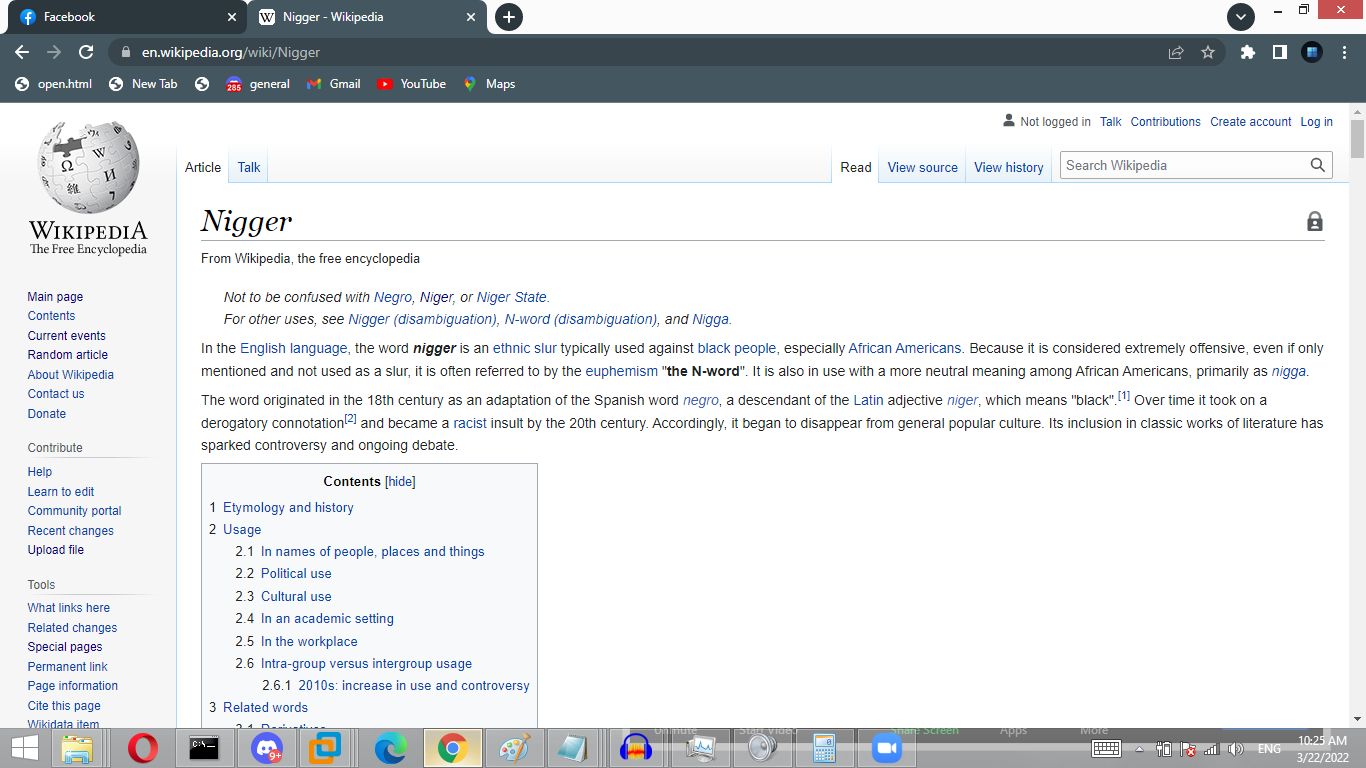 Facebook
Nigger - Wikipedia
en.wikipedia.org/wiki/Nigger
open.html New Tab 285 general Gmail YouTube Maps
Not logged in Talk Contributions Create account Log in
Article Talk Read View source View history Search Wikipedia
WIKIPEDIA
The Free Encyclopedia
Main page
Contents
Current events
Random article
About Wikipedia
Contact us
Donate
Contribute
Help
Learn to edit
Community portal
Recent changes
Upload file
Tools
What links here
Related changes
Special pages
Permanent link
Page information
Cite this page
Wikidata item
Nigger
From Wikipedia, the free encyclopedia
Not to be confused with Negro, Niger, or Niger State.
For other uses, see Nigger (disambiguation), N-word (disambiguation), and Nigga.
In the English language, the word nigger is an ethnic slur typically used against black people, especially African Americans. Because it is considered extremely offensive, even if only
mentioned and not used as a slur, it is often referred to by the euphemism "the N-word". It is also in use with a more neutral meaning among African Americans, primarily as nigga.
The word originated in the 18th century as an adaptation of the Spanish word negro, a descendant of the Latin adjective niger, which means "black".[1] Over time it took on a
derogatory connotation[2] and became a racist insult by the 20th century. Accordingly, it began to disappear from general popular culture. Its inclusion in classic works of literature has
sparked controversy and ongoing debate.
Contents [hide]
1 Etymology and history
2 Usage
2.1 In names of people, places and things
2.2 Political use
2.3 Cultural use
2.4 In an academic setting
2.5 In the workplace
2.6 Intra-group versus intergroup usage
2.6.1 2010s: increase in use and controversy
3 Related words
3.1 Derivatives
Unmute Start Video Share Screen Apps More
9+
ENG
10:25 AM
3/22/2022